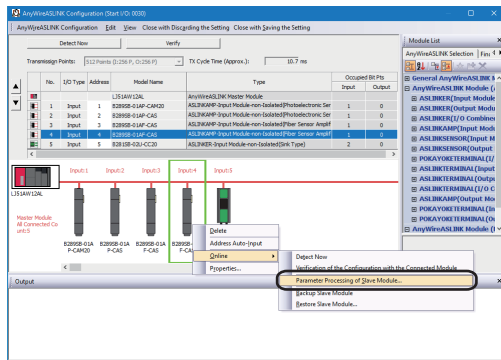 AnyWireASLINK Configuration (Start I/O: 0030)
AnyWireASLINK Configuration Edit View Close with Discarding the Setting Close with Saving the Setting
Detect Now Verify
Transmission Points: 512 Points (I:256 P, O:256 P) TX Cycle Time (Approx.): 10.7 ms
No. I/O Type Address Model Name Type Occupied Bit Pts
Input Output
LJ51AW12AL AnyWireASLINK Master Module
1 Input 1 B289SB-01AP-CAM20 ASLINKAMP-Input Module-non-Isolated(Photoelectronic Ser 1 0
2 Input 2 B289SB-01AP-CAS ASLINKAMP-Input Module-non-Isolated(Photoelectronic Ser 1 0
3 Input 3 B289SB-01AF-CAS ASLINKAMP-Input Module-non-Isolated(Fiber Sensor Amplif 1 0
4 Input 4 B289SB-01AF-CAS ASLINKAMP-Input Module-non-Isolated(Fiber Sensor Amplif 1 0
5 Input 5 B281SB-02U-CC20 ASLINKER-Input Module-non-Isolated(Sink Type) 2 0
Input:1 Input:2 Input:3 Input:4 Input:5
LJ51AW12AL
Master Module
All Connected Co
unt:5
B289SB-01A
P-CAM20
B289SB-01A
P-CAS
B289SB-01A
F-CAS
B289SB-
F-CAS
Delete
Address Auto-Input
Online
Properties...
Detect Now
Verification of the Configuration with the Connected Module
Parameter Processing of Slave Module...
Backup Slave Module
Restore Slave Module...
Output
Module List
AnyWireASLINK Selection
General AnyWireASLINK
AnyWireASLINK Module (
ASLINKER(Input Module
ASLINKER(Output Modu
ASLINKER(I/O Combine
ASLINKAMP(Input Modul
ASLINKSENSOR(Input M
ASLINKSENSOR(Output
POKAYOKETERMINAL(I/
ASLINKTERMINAL(Input
ASLINKTERMINAL(Outpu
ASLINKTERMINAL(I/O C
ASLINKAMP(Output Mo
POKAYOKETERMINAL(In
POKAYOKETERMINAL(Ou
AnyWireASLINK Module (